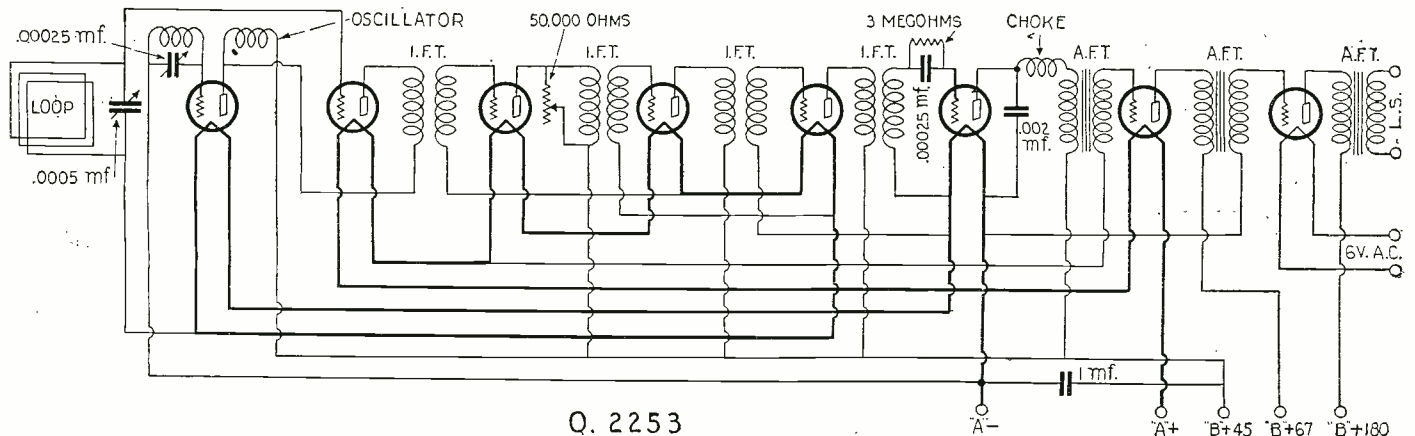 .00025 mf.
OSCILLATOR
50,000 OHMS
3 MEGOHMS
CHOKE
I.F.T.
I.F.T.
I.F.T.
I.F.T.
A.F.T.
A.F.T.
A.F.T.
LOOP
.0005 mf
.00025 mf.
.002
mf.
L.S.
6V. A.C.
1 mf.
Q. 2253
"A"-
"A"+
"B"+45
"B"+67
"B"+180